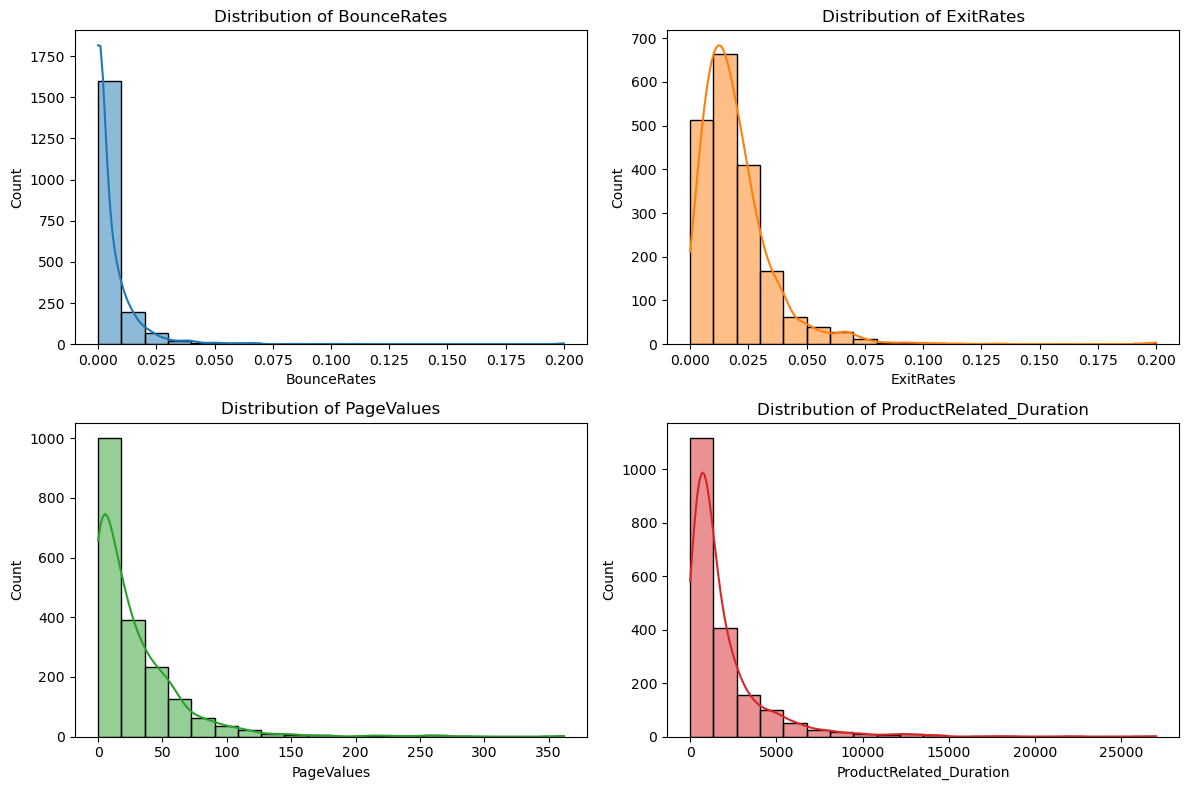 Distribution of BounceRates
1750
1500
1250
1000
750
500
250
0
Count
0.000 0.025 0.050 0.075 0.100 0.125 0.150 0.175 0.200
BounceRates
Distribution of ExitRates
700
600
500
400
300
200
100
0
Count
0.000 0.025 0.050 0.075 0.100 0.125 0.150 0.175 0.200
ExitRates
Distribution of PageValues
1000
800
600
400
200
0
Count
0 50 100 150 200 250 300 350
PageValues
Distribution of ProductRelated_Duration
1000
800
600
400
200
0
Count
0 5000 10000 15000 20000 25000
ProductRelated_Duration